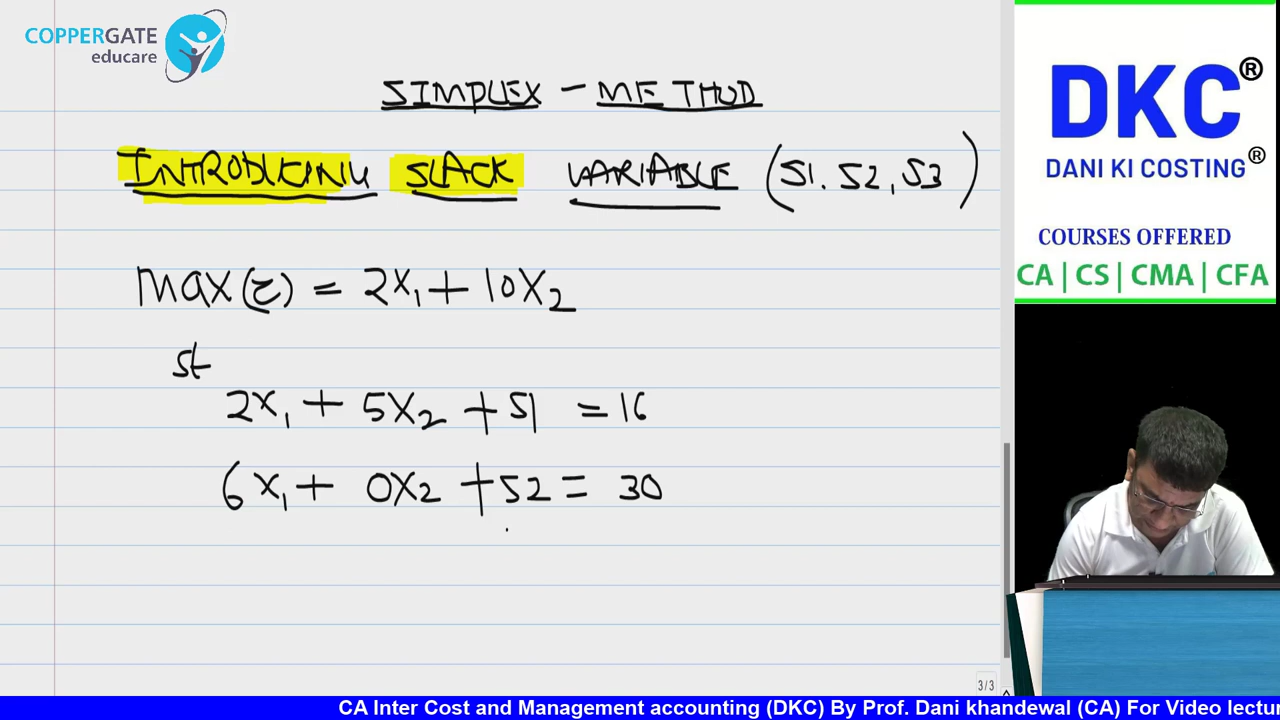 COPPERGATE
educare
SIMPLEX - METHOD
INTRODUCING SLACK VARIABLE (S1. S2, S3)
Max(Z) = 2X₁ + 10X₂
st
2X₁ + 5X₂ + S1 = 16
6X₁ + 0X₂ + S2 = 30
3/3
DKC®
DANI KI COSTING®
COURSES OFFERED
CA | CS | CMA | CFA
CA Inter Cost and Management accounting (DKC) By Prof. Dani khandewal (CA) For Video lectu